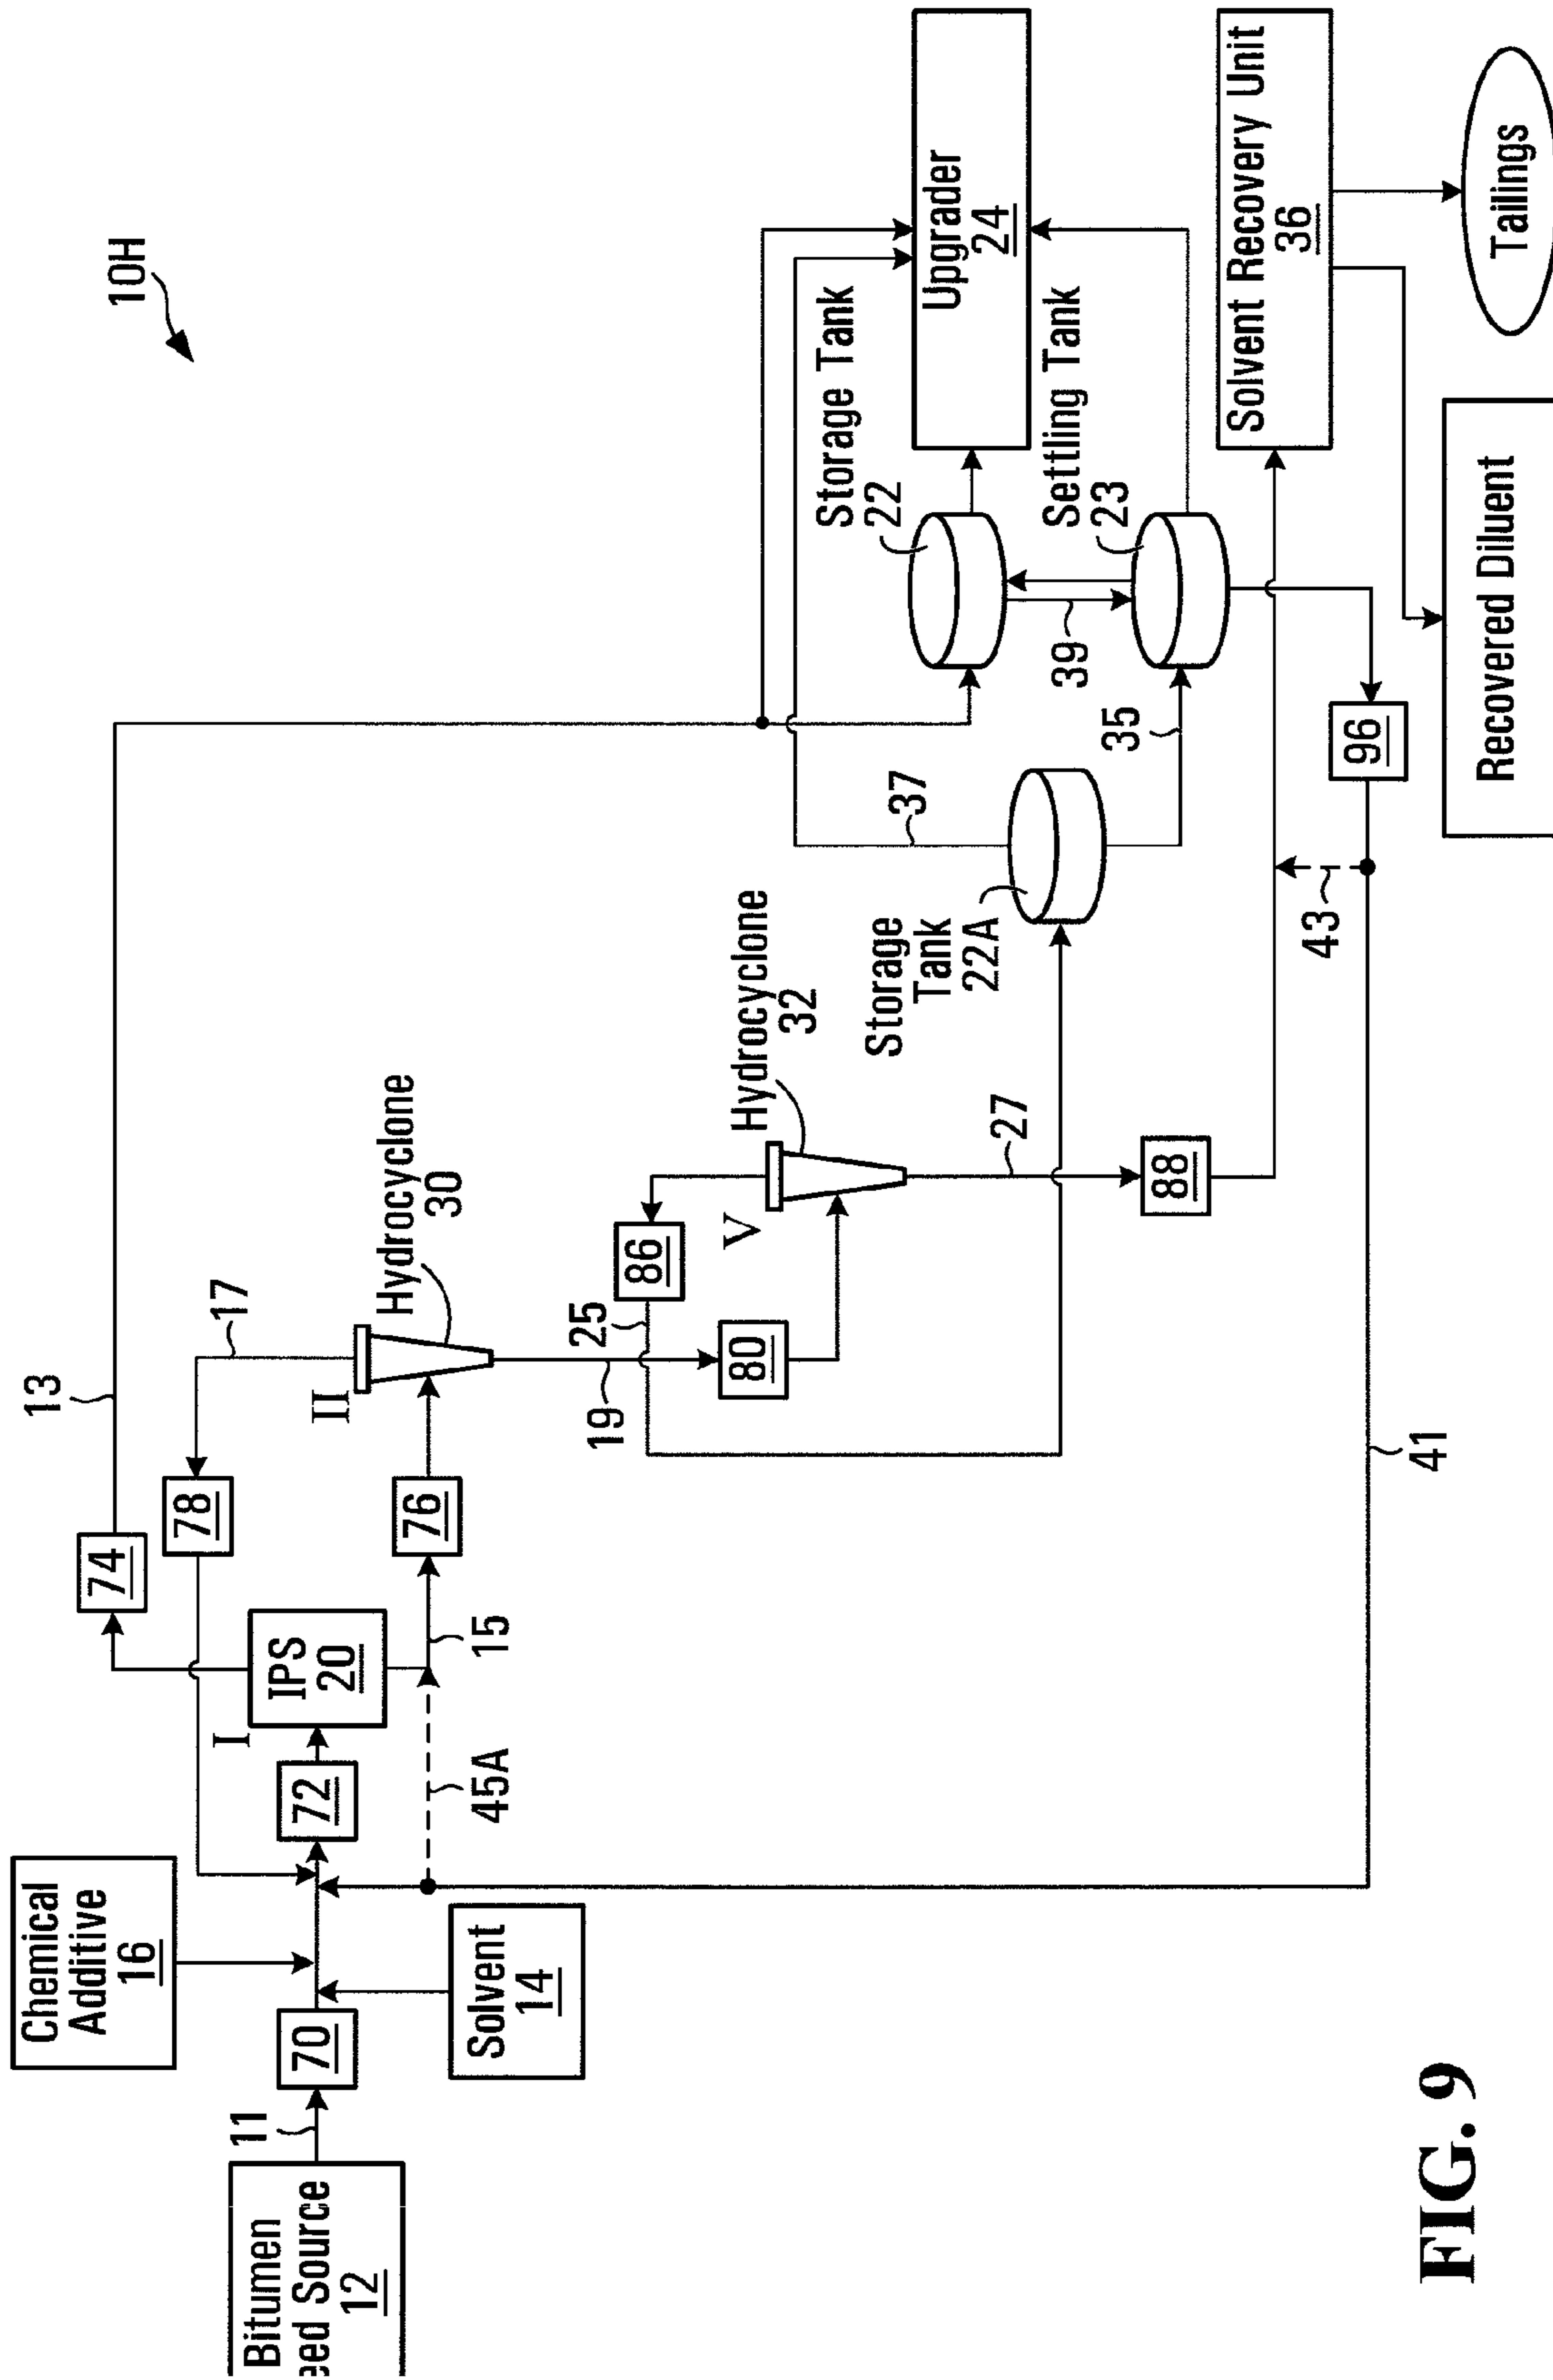 10H
Chemical
Additive
16
Bitumen
eed Source
12
11
70
Solvent
14
72
I
IPS
20
74
13
78
17
45A
15
76
II
Hydrocyclone
30
19
25
80
86
V
Hydrocyclone
32
27
88
Storage
Tank
22A
37
35
39
Storage Tank
22
Settling Tank
23
Upgrader
24
Solvent Recovery Unit
36
96
43
41
Recovered Diluent
Tailings
FIG. 9